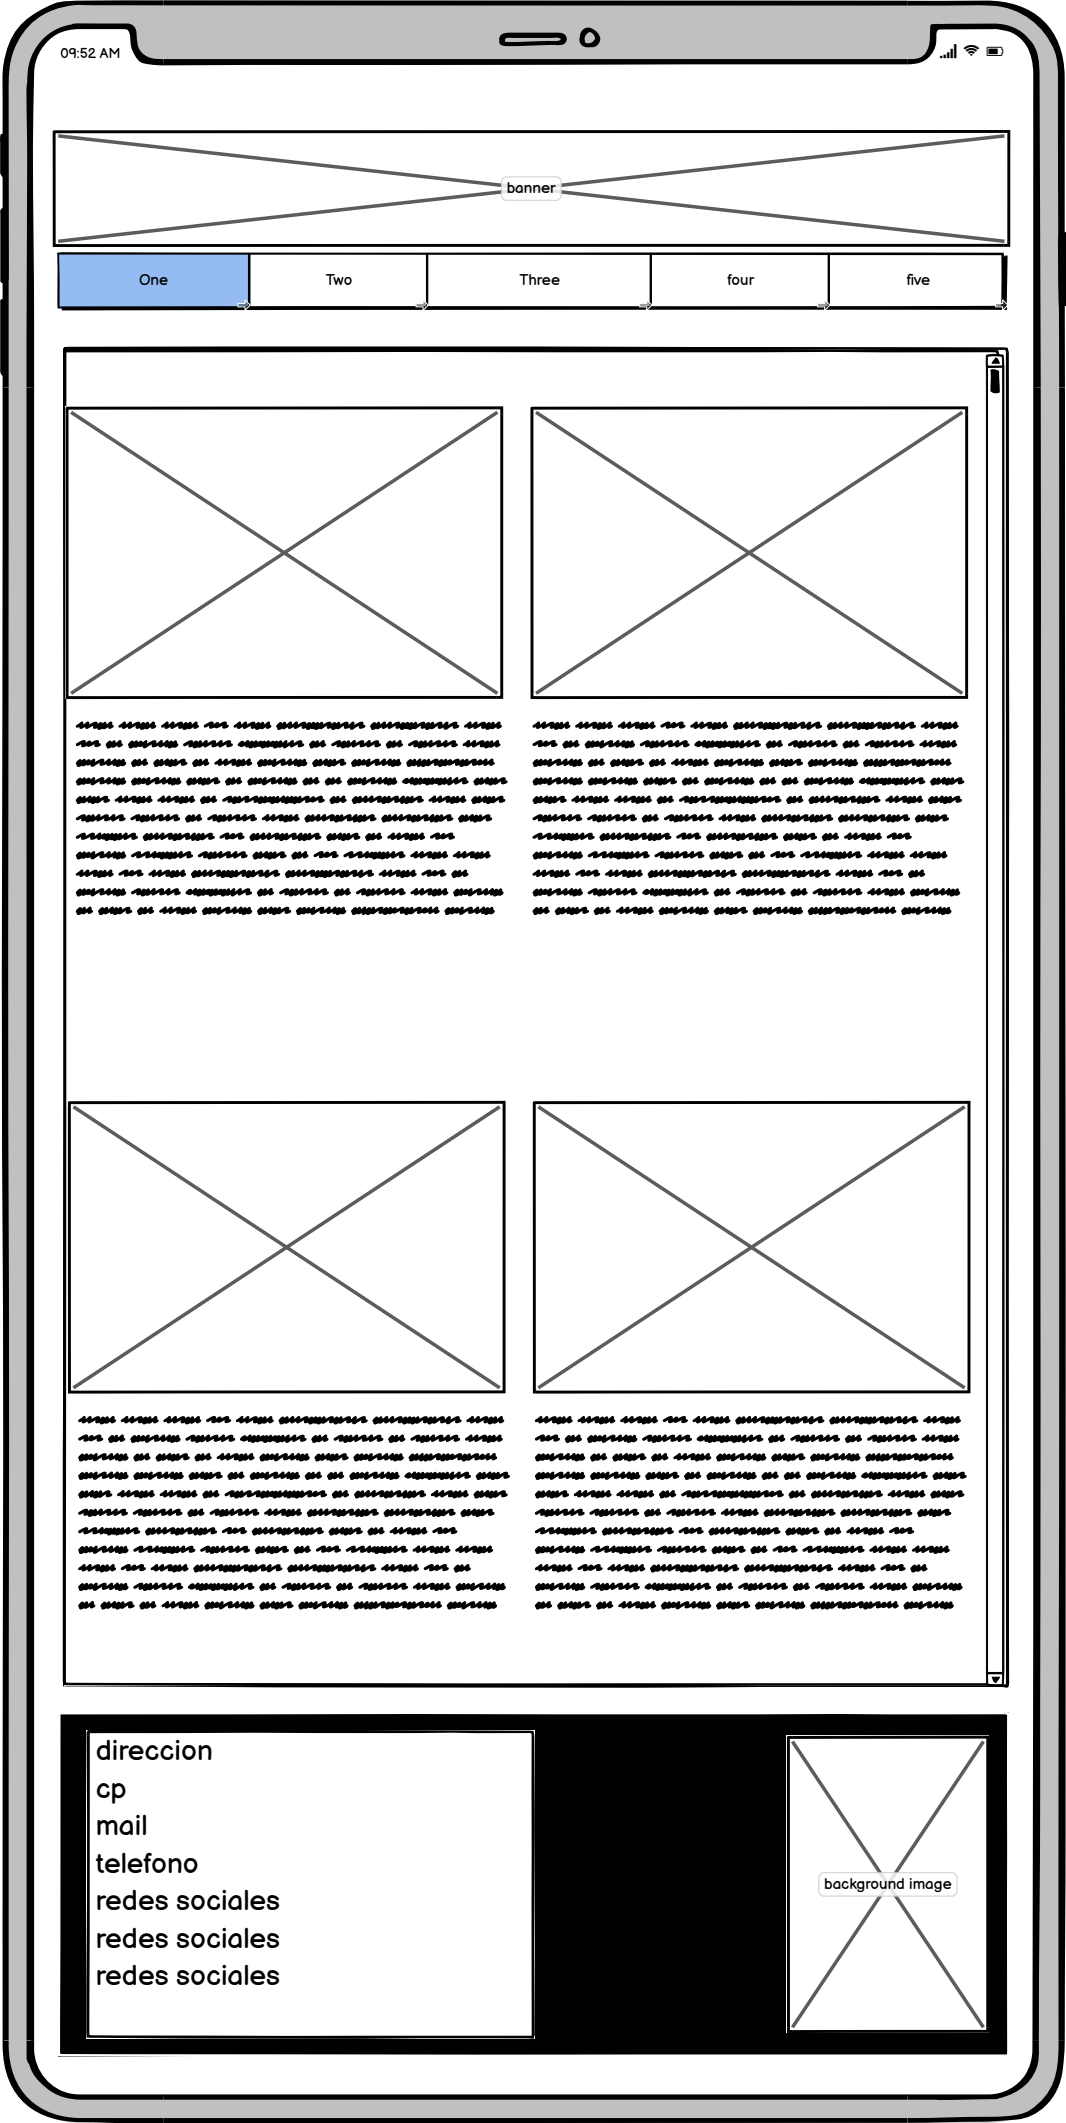 09:52 AM
banner
One Two Three four five
direccion
cp
mail
telefono
redes sociales
redes sociales
redes sociales
background image